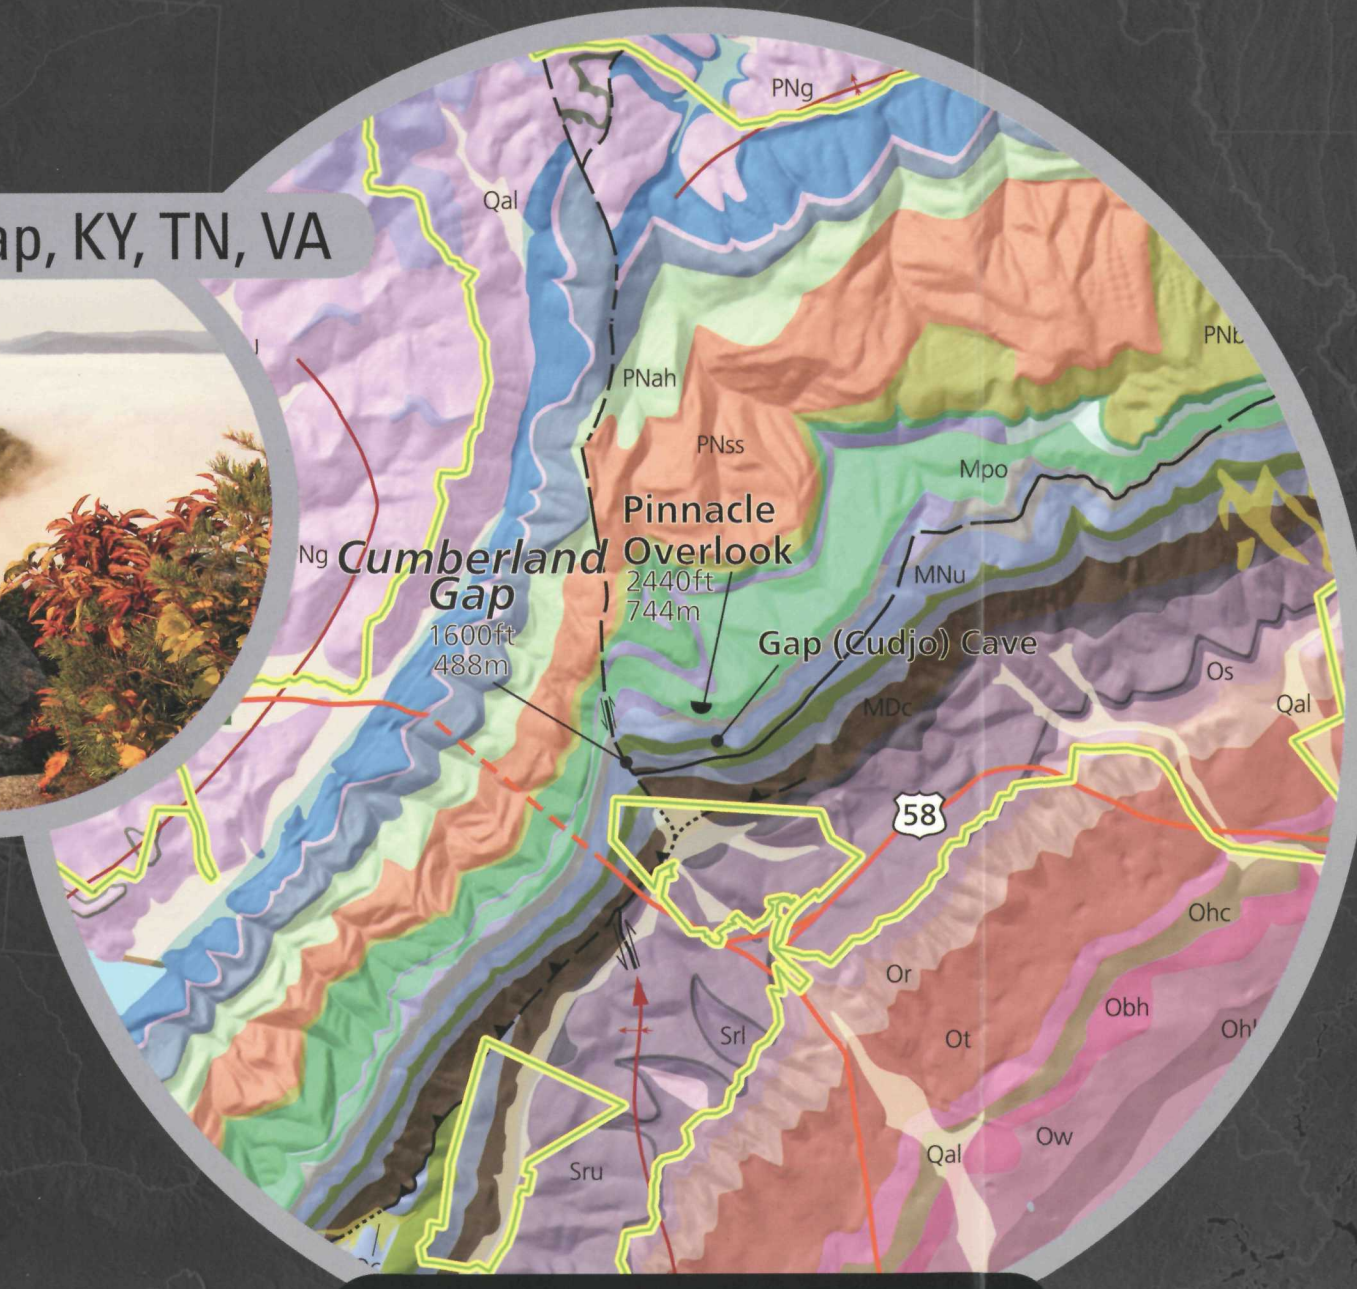 ap, KY, TN, VA
PNg
Qal
PNah
PNss
Mpo
Pinnacle
Overlook
2440ft
744m
Ng
Cumberland
Gap
1600ft
488m
MNu
Gap (Cudjo) Cave
MDc
Os
Qal
58
Ohc
Or
Obh
Srl
Ot
Ow
Qal
Sru